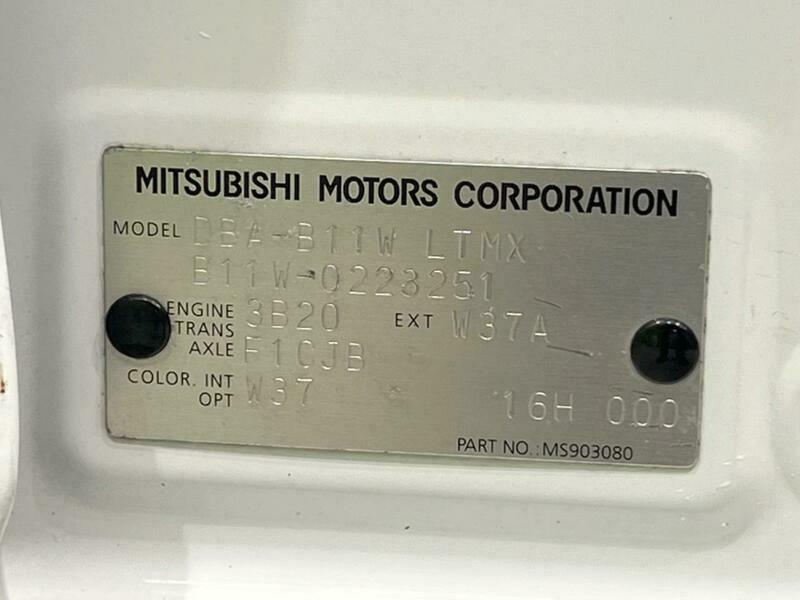 MITSUBISHI MOTORS CORPORATION
MODEL DBA-B11W LTMX
B11W-0223251
ENGINE 3B20 EXT W37A
TRANS
AXLE F1CJB
COLOR. INT W37
OPT 16H 000
PART NO.:MS903080